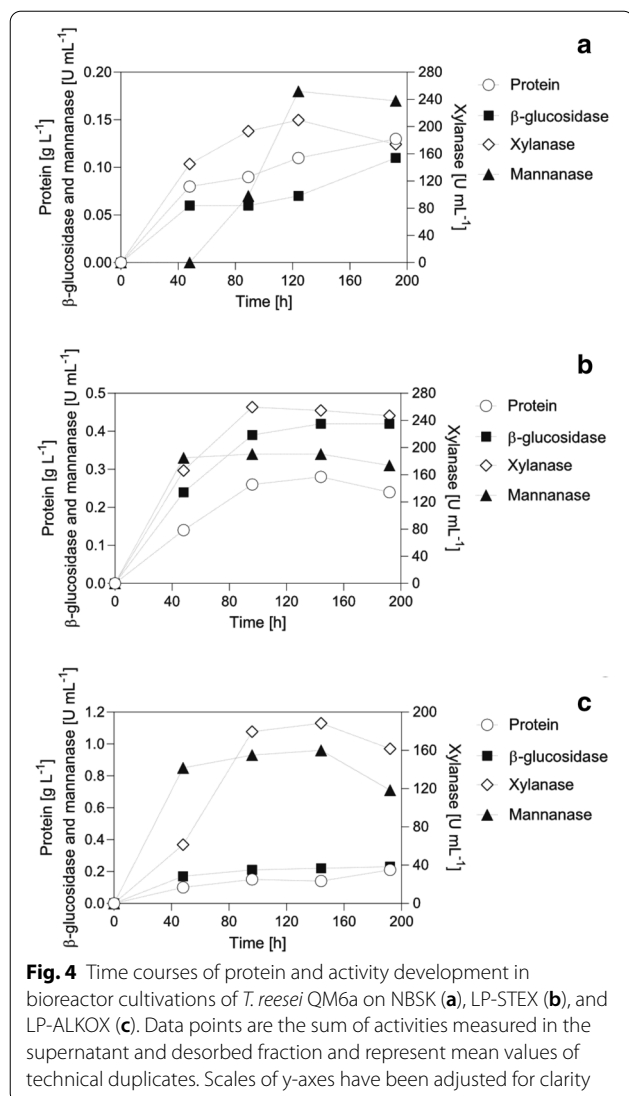 a
Protein [g L⁻¹]
β-glucosidase and mannanase [U mL⁻¹]
0.20
0.15
0.10
0.05
0.00
0 40 80 120 160 200
Time [h]
280
240
200
160
120
80
40
0
Xylanase [U mL⁻¹]
Protein
β-glucosidase
Xylanase
Mannanase
b
Protein [g L⁻¹]
β-glucosidase and mannanase [U mL⁻¹]
0.5
0.4
0.3
0.2
0.1
0.0
0 40 80 120 160 200
Time [h]
280
240
200
160
120
80
40
0
Xylanase [U mL⁻¹]
Protein
β-glucosidase
Xylanase
Mannanase
c
Protein [g L⁻¹]
β-glucosidase and mannanase [U mL⁻¹]
1.2
1.0
0.8
0.6
0.4
0.2
0.0
0 40 80 120 160 200
Time [h]
200
160
120
80
40
0
Xylanase [U mL⁻¹]
Protein
β-glucosidase
Xylanase
Mannanase
Fig. 4 Time courses of protein and activity development in
bioreactor cultivations of T. reesei QM6a on NBSK (a), LP-STEX (b), and
LP-ALKOX (c). Data points are the sum of activities measured in the
supernatant and desorbed fraction and represent mean values of
technical duplicates. Scales of y-axes have been adjusted for clarity